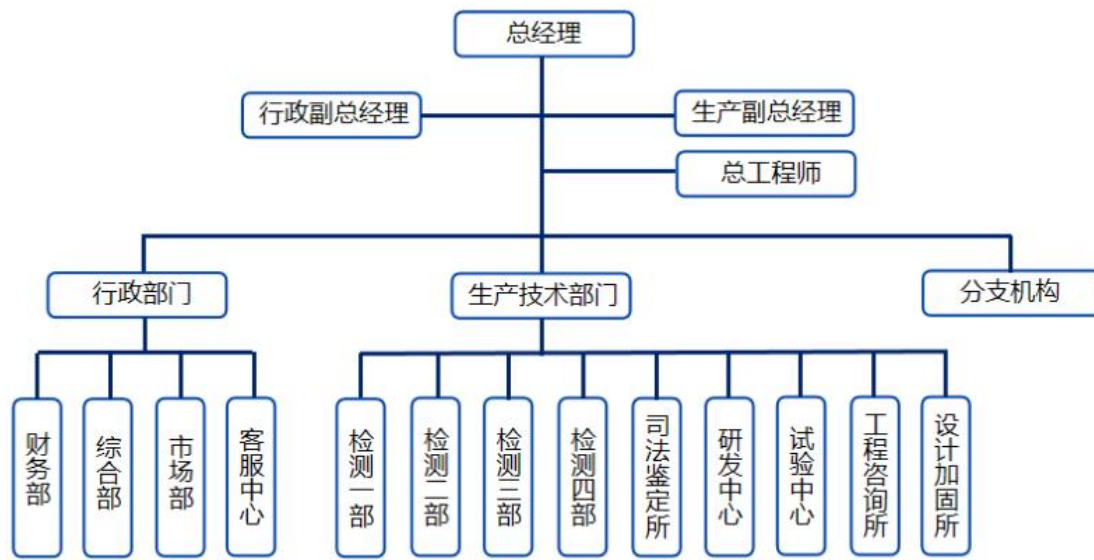 总经理
行政副总经理
生产副总经理
总工程师
行政部门
生产技术部门
分支机构
财务部
综合部
市场部
客服中心
检测一部
检测二部
检测三部
检测四部
司法鉴定所
研发中心
试验中心
工程咨询所
设计加固所